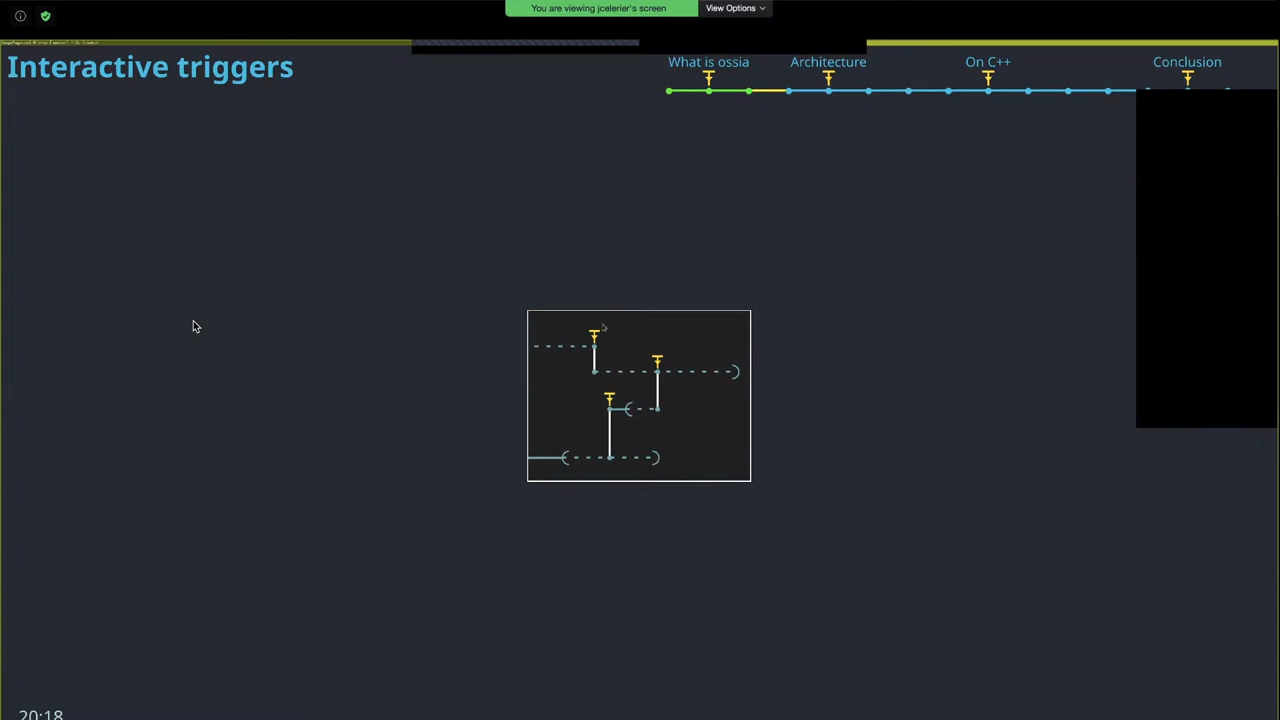 You are viewing jcelerier's screen
View Options
Interactive triggers
What is ossia
Architecture
On C++
Conclusion
20:18